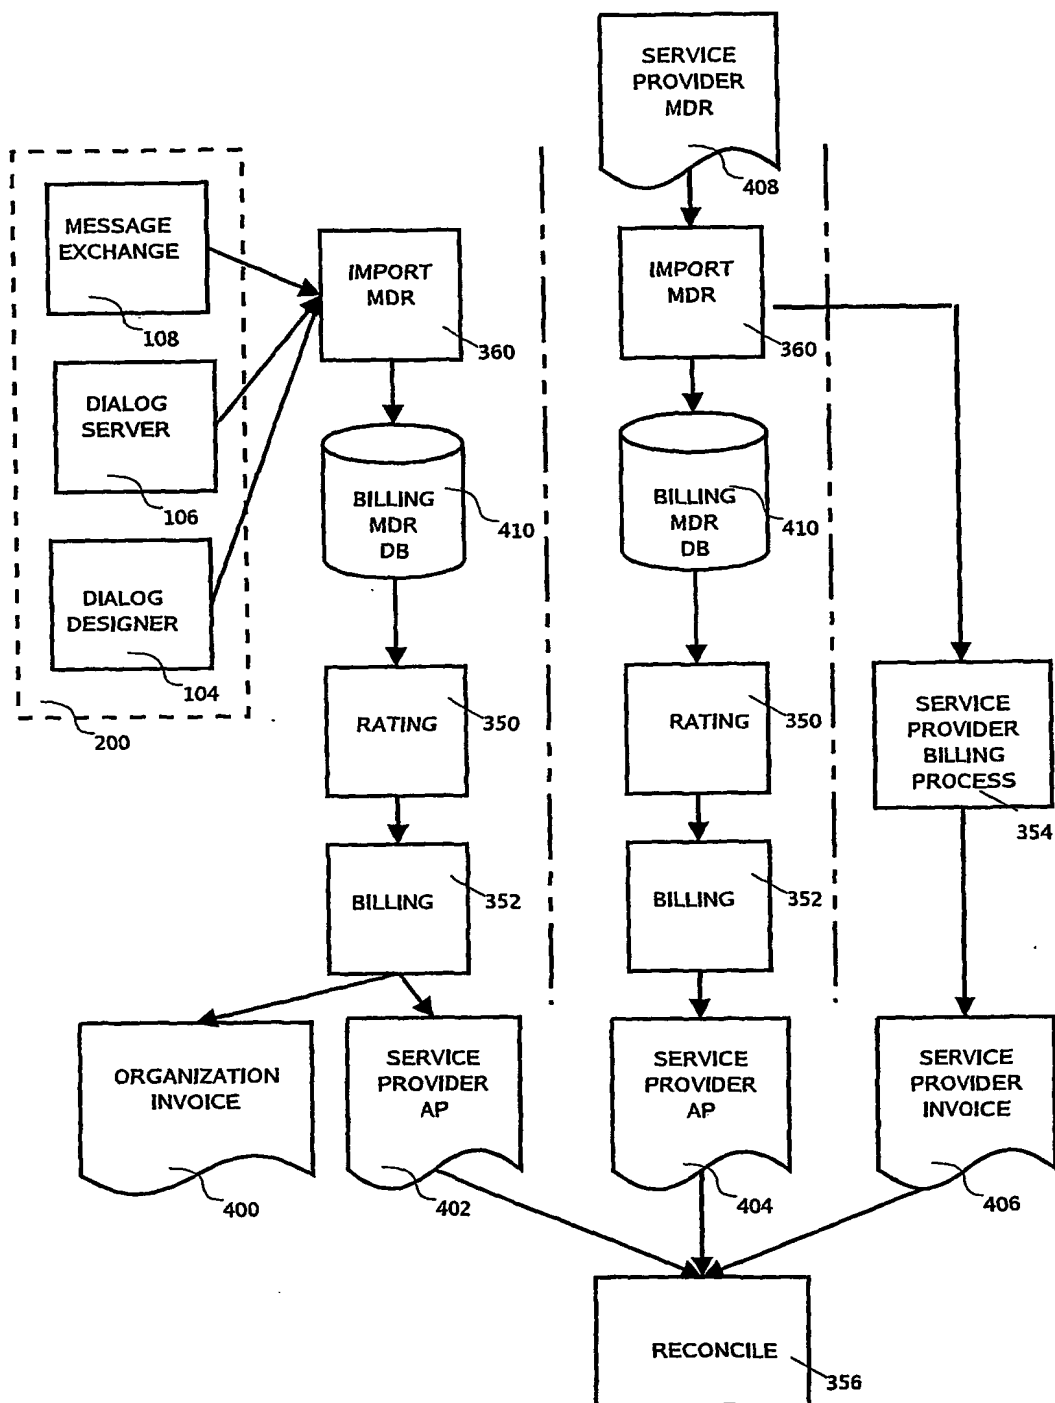 SERVICE
PROVIDER
MDR
408
MESSAGE
EXCHANGE
108
DIALOG
SERVER
106
DIALOG
DESIGNER
104
200
IMPORT
MDR
360
BILLING
MDR
DB
410
RATING
350
BILLING
352
IMPORT
MDR
360
BILLING
MDR
DB
410
RATING
350
BILLING
352
SERVICE
PROVIDER
BILLING
PROCESS
354
ORGANIZATION
INVOICE
400
SERVICE
PROVIDER
AP
402
SERVICE
PROVIDER
AP
404
SERVICE
PROVIDER
INVOICE
406
RECONCILE
356